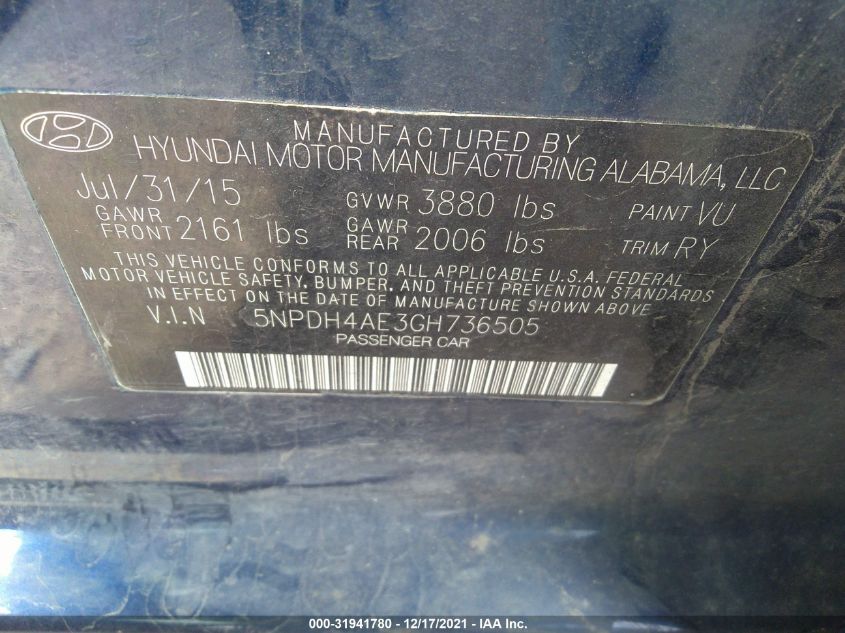 MANUFACTURED BY
HYUNDAI MOTOR MANUFACTURING ALABAMA, LLC
Jul/31/15 GVWR 3880 lbs PAINT VU
GAWR FRONT 2161 lbs GAWR REAR 2006 lbs TRIM RY
THIS VEHICLE CONFORMS TO ALL APPLICABLE U.S.A. FEDERAL
MOTOR VEHICLE SAFETY, BUMPER, AND THEFT PREVENTION STANDARDS
IN EFFECT ON THE DATE OF MANUFACTURE SHOWN ABOVE
V.I.N 5NPDH4AE3GH736505
PASSENGER CAR
000-31941780 - 12/17/2021 - IAA Inc.